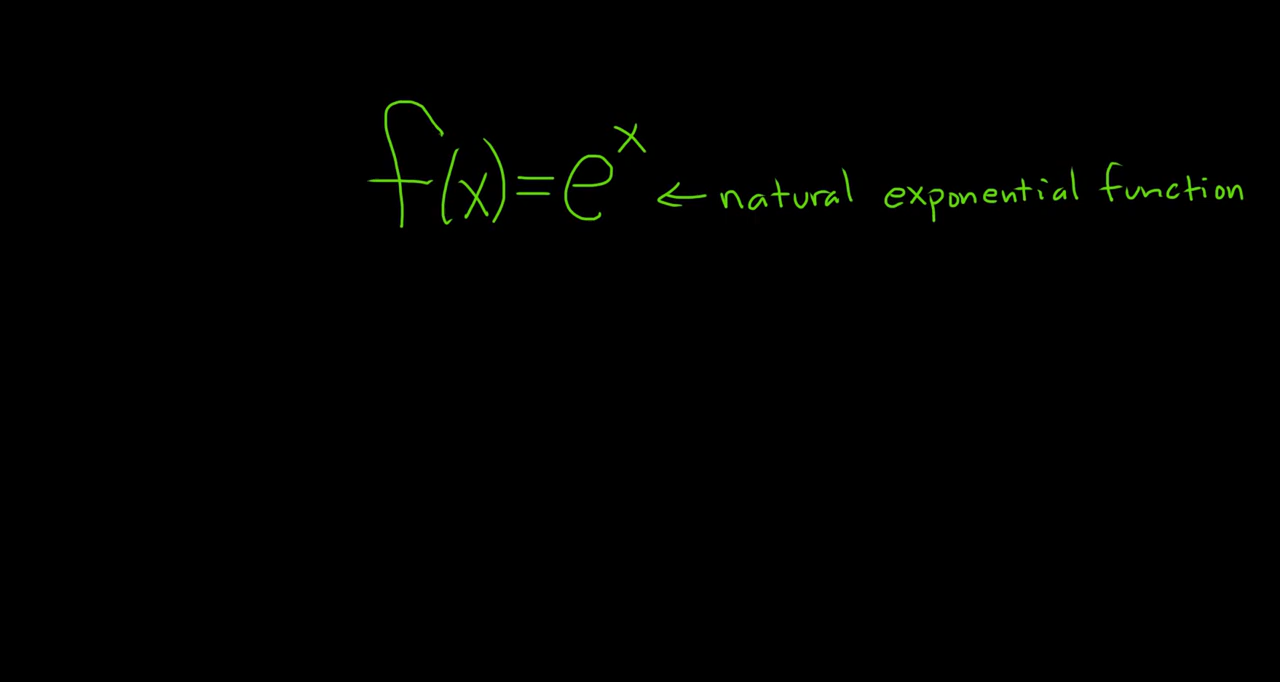 f(x)=e^x ← natural exponential function